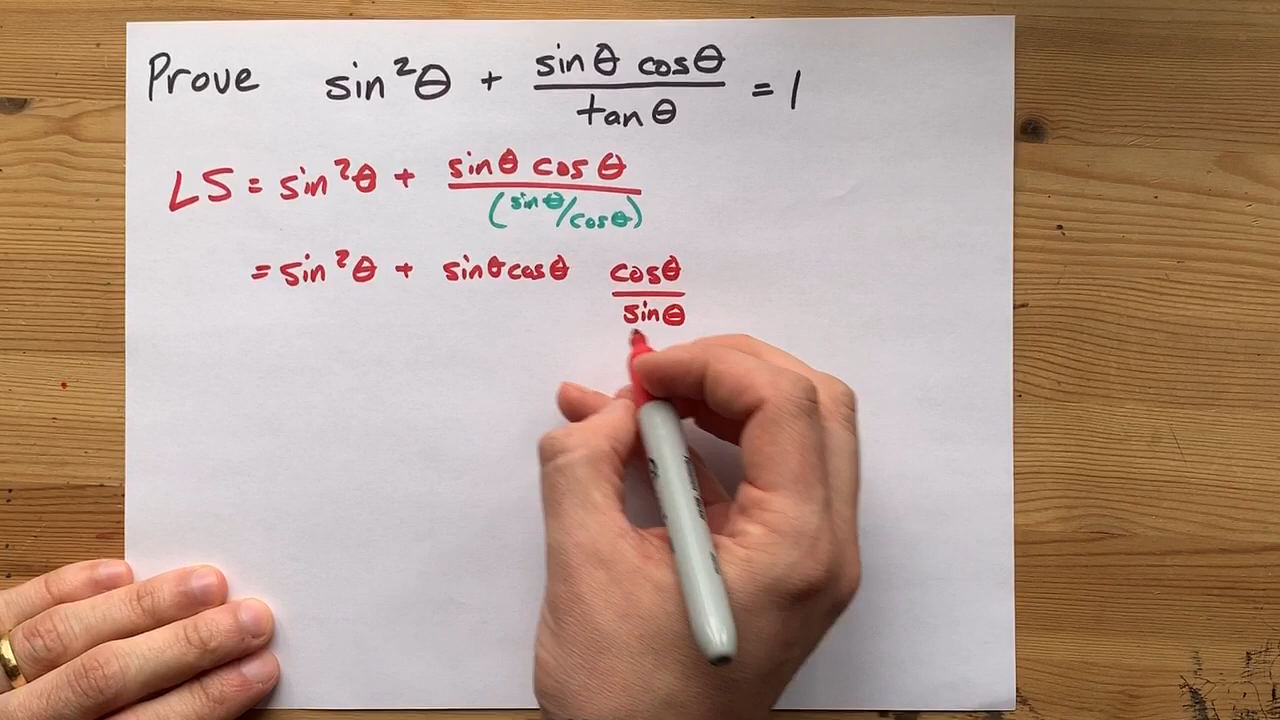 Prove sin²θ + sinθ cosθ / tanθ = 1
LS = sin²θ + sinθ cosθ / (sinθ/cosθ)
= sin²θ + sinθcosθ cosθ / sinθ